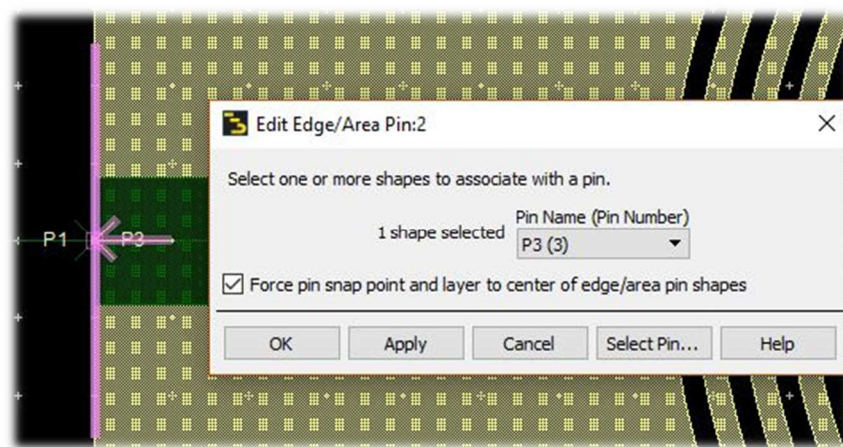 Edit Edge/Area Pin:2
Select one or more shapes to associate with a pin.
Pin Name (Pin Number)
1 shape selected
P3 (3)
P1
P3
Force pin snap point and layer to center of edge/area pin shapes
OK
Apply
Cancel
Select Pin...
Help